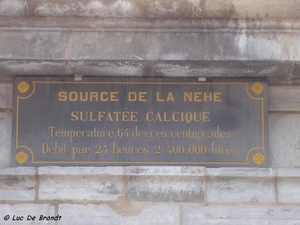 SOURCE DE LA NEHE
SULFATÉE CALCIQUE
Température 64 degrés centigrades
Débit par 24 heures 2 400.000 litres
© Luc De Brandt